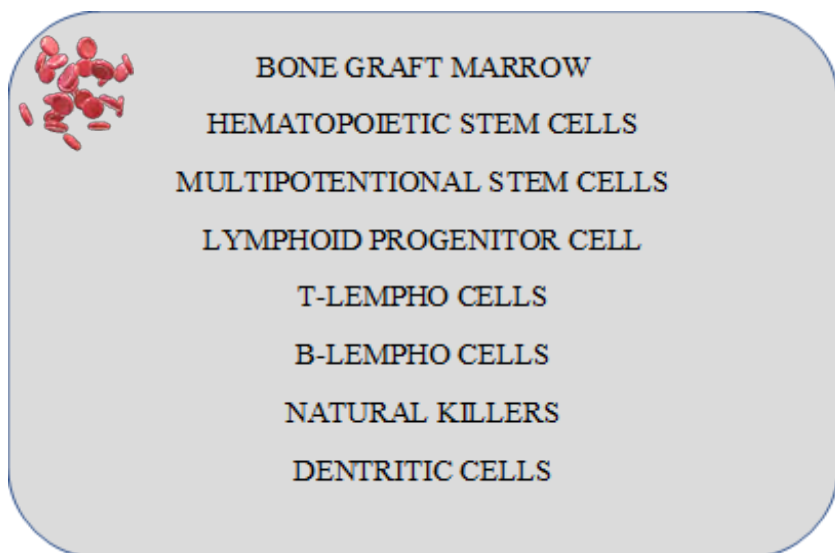 BONE GRAFT MARROW
HEMATOPOIETIC STEM CELLS
MULTIPOTENTIONAL STEM CELLS
LYMPHOID PROGENITOR CELL
T-LEMPHO CELLS
B-LEMPHO CELLS
NATURAL KILLERS
DENTRITIC CELLS